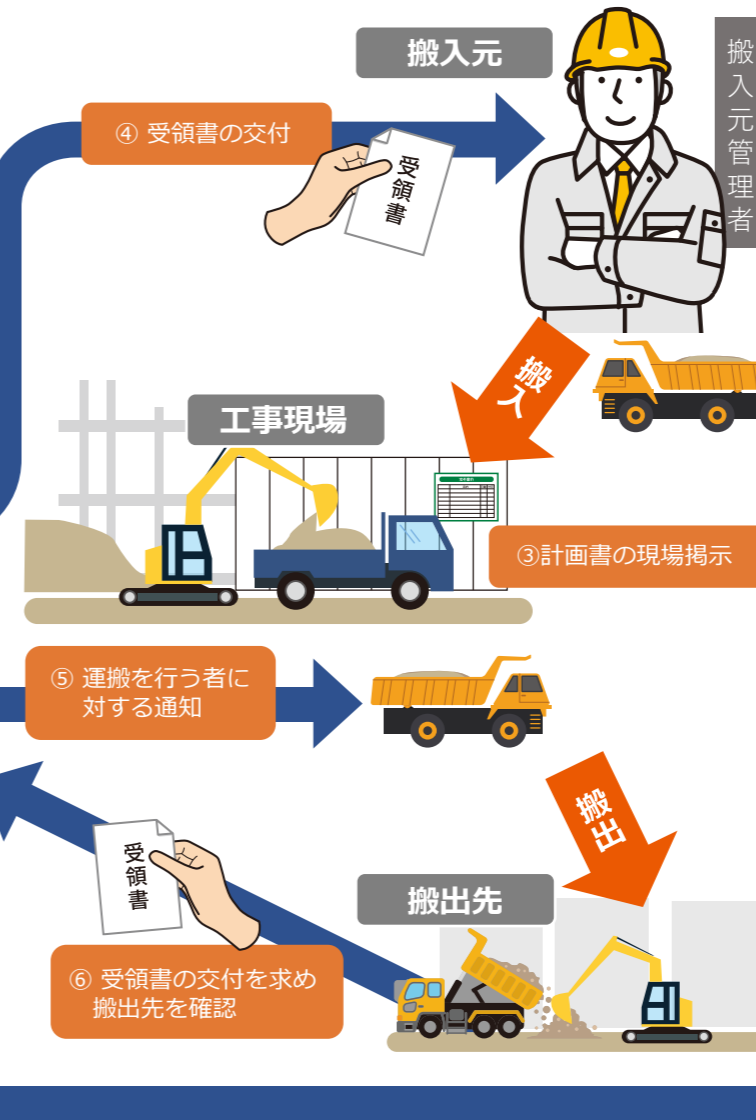 搬入元
搬入元管理者
④ 受領書の交付
受領書
搬入
工事現場
③計画書の現場掲示
⑤ 運搬を行う者に
対する通知
搬出
受領書
搬出先
⑥ 受領書の交付を求め
搬出先を確認